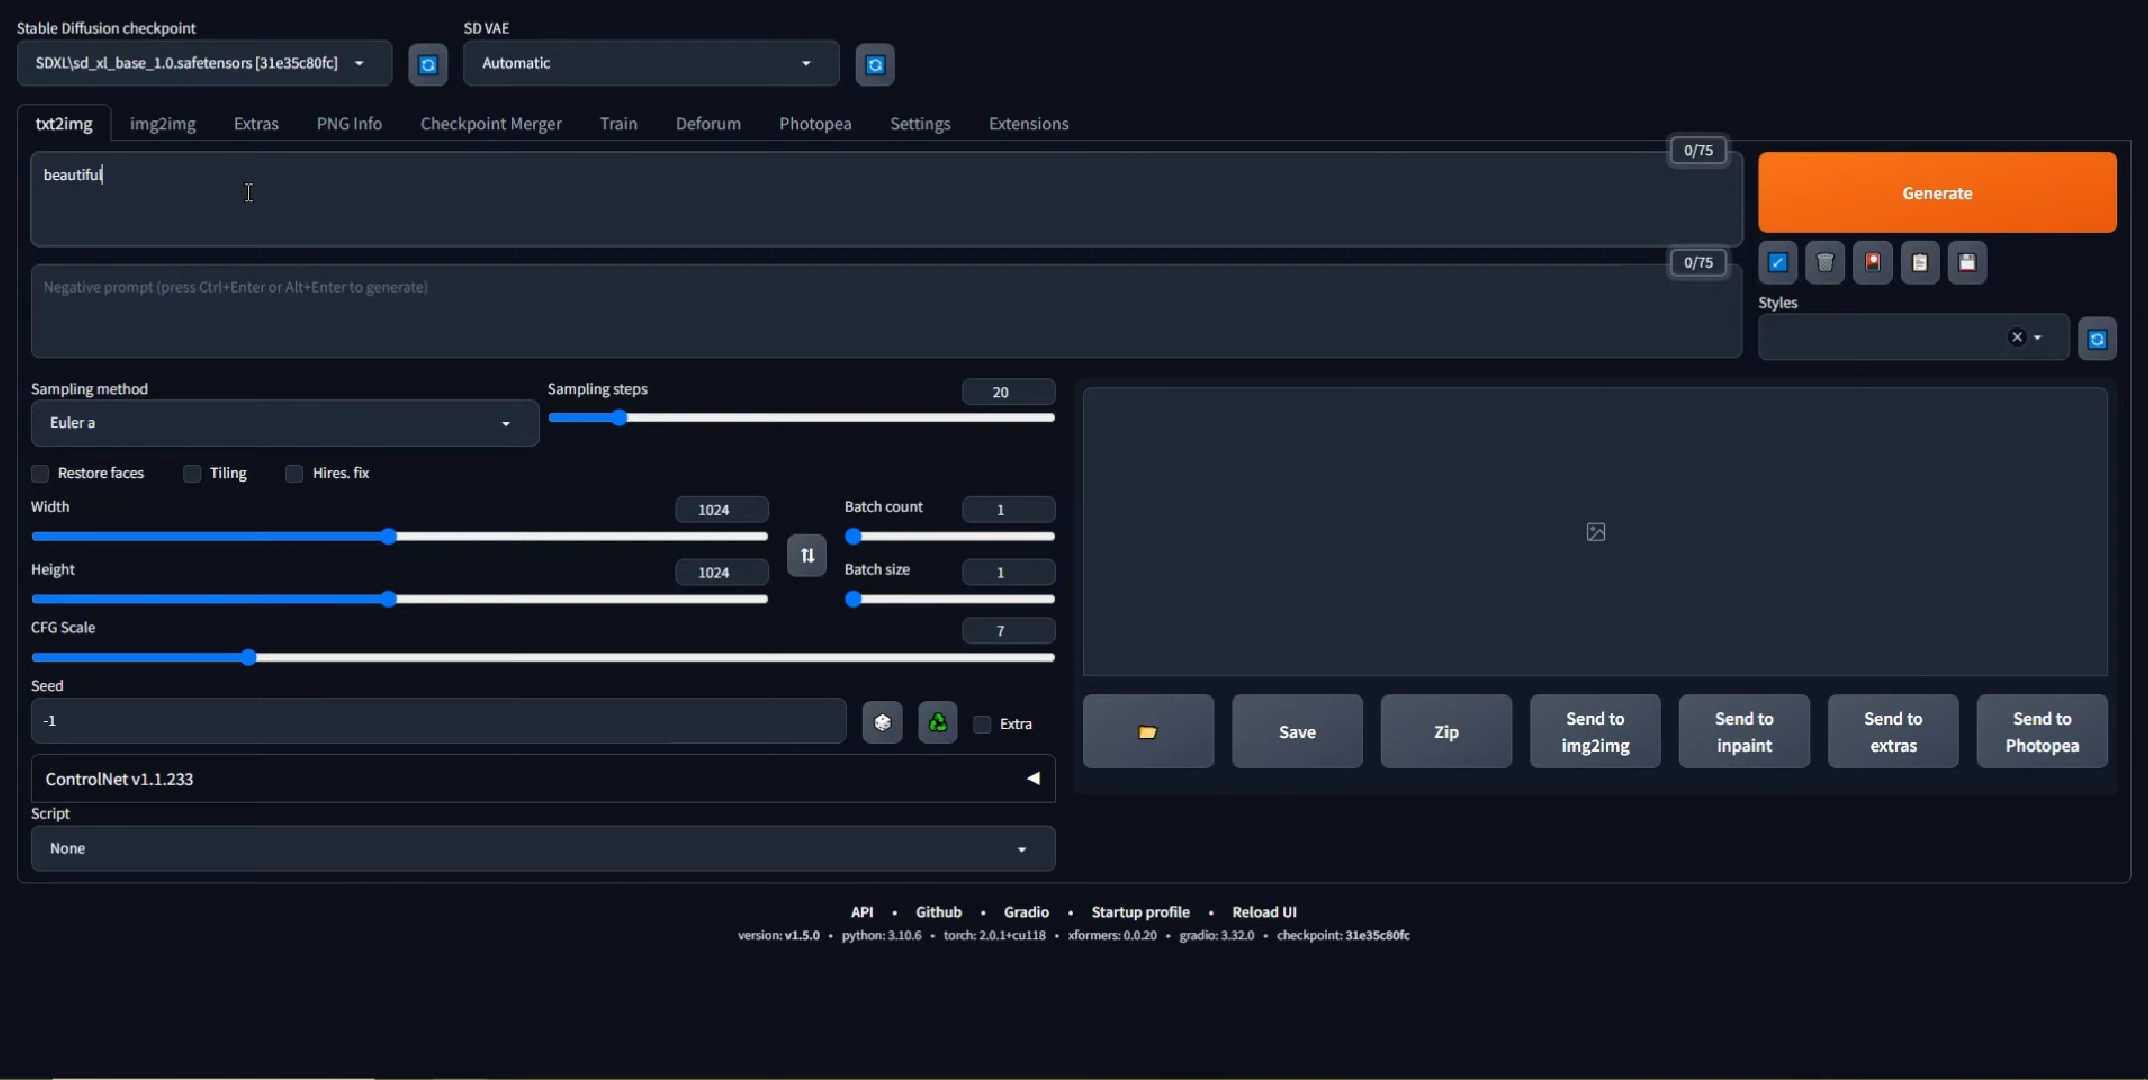 Stable Diffusion checkpoint
SD VAE
SDXL\sd_xl_base_1.0.safetensors [31e35c80fc]
Automatic
txt2img img2img Extras PNG Info Checkpoint Merger Train Deforum Photopea Settings Extensions
0/75
beautiful
Generate
0/75
Negative prompt (press Ctrl+Enter or Alt+Enter to generate)
Styles
Sampling method
Sampling steps
20
Euler a
Restore faces Tiling Hires. fix
Width
1024
Batch count
1
Height
1024
Batch size
1
CFG Scale
7
Seed
-1
Extra
Save
Zip
Send to
img2img
Send to
inpaint
Send to
extras
Send to
Photopea
ControlNet v1.1.233
Script
None
API • Github • Gradio • Startup profile • Reload UI
version: v1.5.0 • python: 3.10.6 • torch: 2.0.1+cu118 • xformers: 0.0.20 • gradio: 3.32.0 • checkpoint: 31e35c80fc